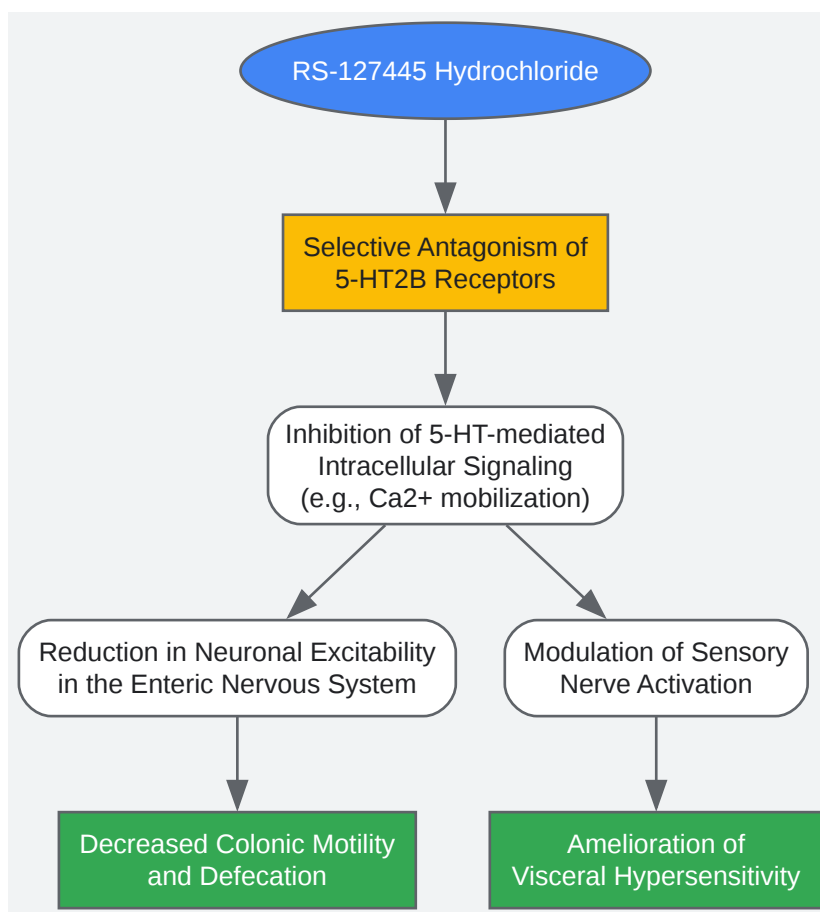 RS-127445 Hydrochloride
Selective Antagonism of
5-HT2B Receptors
Inhibition of 5-HT-mediated
Intracellular Signaling
(e.g., Ca2+ mobilization)
Reduction in Neuronal Excitability
in the Enteric Nervous System
Modulation of Sensory
Nerve Activation
Decreased Colonic Motility
and Defecation
Amelioration of
Visceral Hypersensitivity